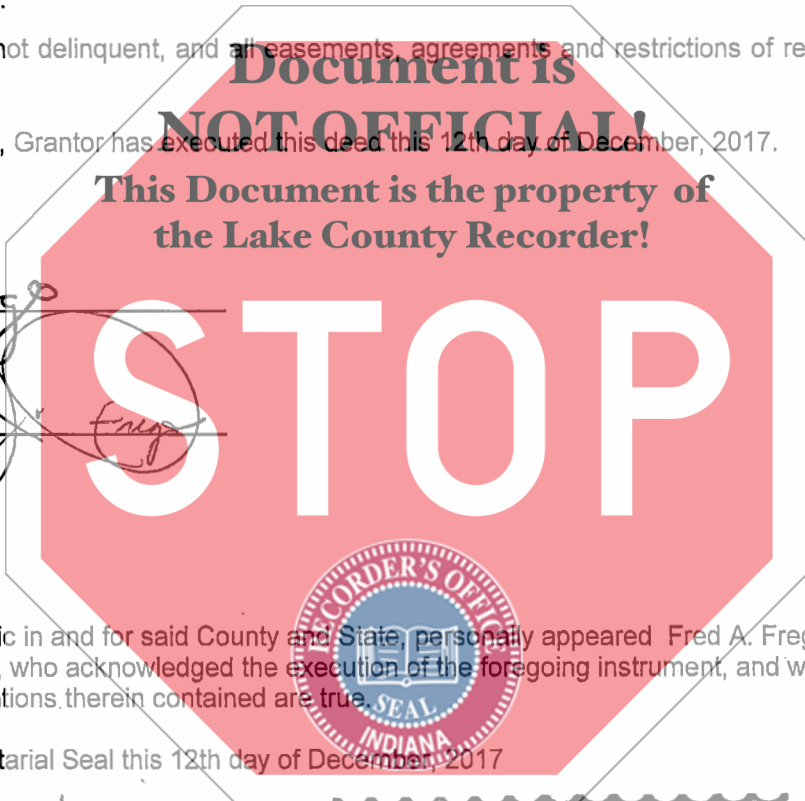 not delinquent, and all easements, agreements and restrictions of re
Document is
NOT OFFICIAL!
, Grantor has executed this deed this 12th day of December, 2017.
This Document is the property of
the Lake County Recorder!
STOP
RECORDER'S OFFICE
SEAL
INDIANA
ic in and for said County and State, personally appeared Fred A. Freg
, who acknowledged the execution of the foregoing instrument, and w
tions therein contained are true.
tarial Seal this 12th day of December, 2017